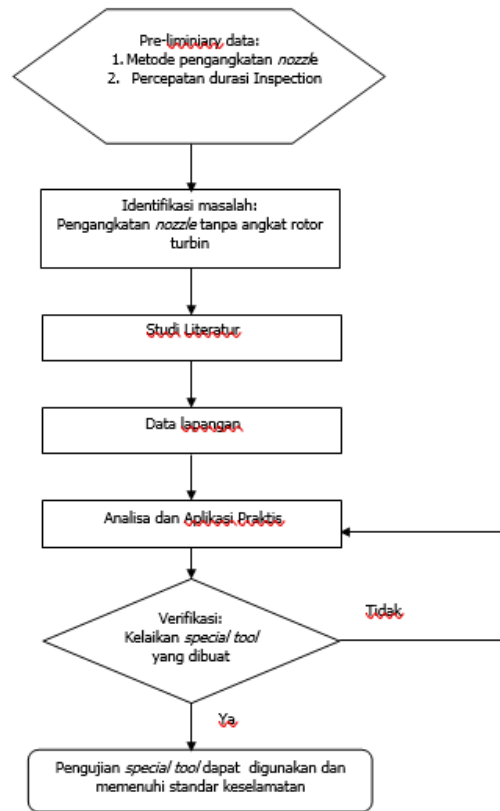 Pre-liminiary data:
1. Metode pengangkatan nozzle
2. Percepatan durasi Inspection
Identifikasi masalah:
Pengangkatan nozzle tanpa angkat rotor
turbin
Studi Literatur
Data lapangan
Analisa dan Aplikasi Praktis
Verifikasi:
Kelaikan special tool
yang dibuat
Tidak
Ya
Pengujian special tool dapat digunakan dan
memenuhi standar keselamatan